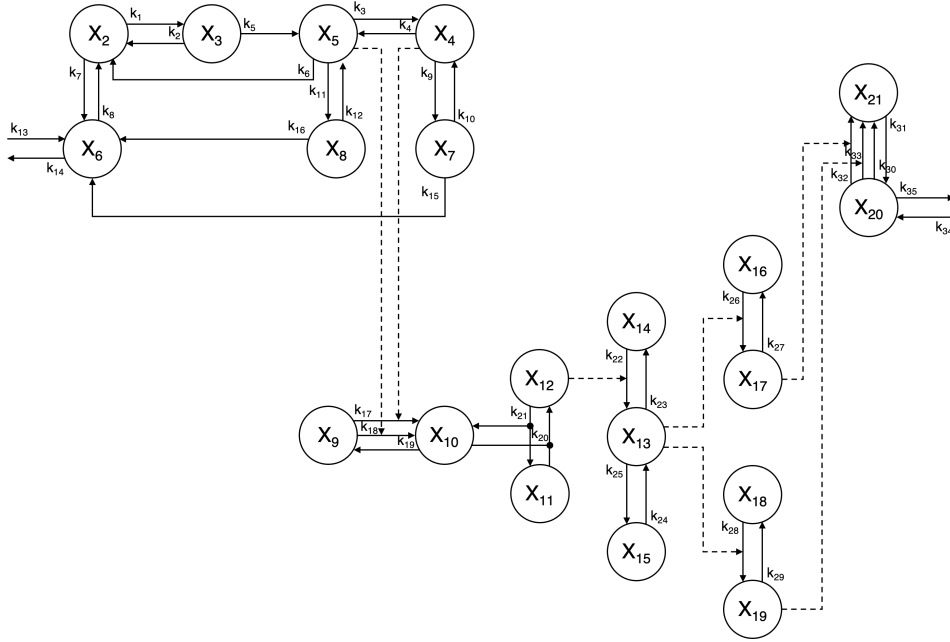 k₁
k₃
X₂
k₂
X₃
k₅
X₅
k₄
X₄
k₇
k₆
k₉
X₂₁
k₈
k₁₁
k₁₂
k₁₀
k₁₃
k₁₆
k₃₁
X₆
X₈
X₇
k₃₃
k₁₄
k₃₂
k₃₀
k₁₅
k₃₅
X₂₀
k₃₄
X₁₆
k₂₆
X₁₄
k₂₇
k₂₂
X₁₂
X₁₇
k₂₃
k₁₇
k₂₁
k₁₈
X₉
k₁₉
X₁₀
k₂₀
X₁₃
k₂₅
X₁₁
X₁₈
k₂₄
k₂₈
X₁₅
k₂₉
X₁₉